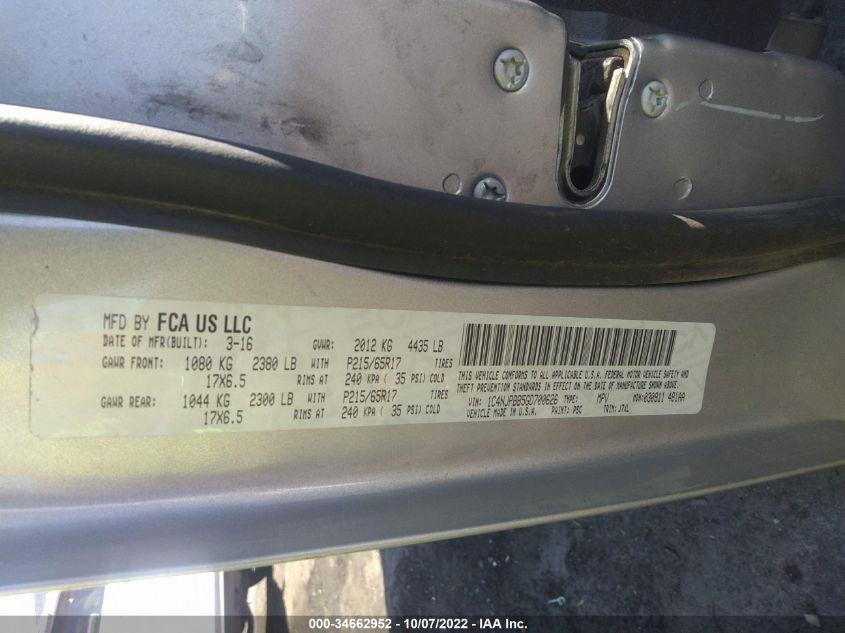 MFD BY FCA US LLC
DATE OF MFR(BUILT): 3-16 GVWR: 2012 KG 4435 LB
GAWR FRONT: 1080 KG 2380 LB WITH P215/65R17 TIRES
17X6.5 RIMS AT 240 KPA ( 35 PSI) COLD
GAWR REAR: 1044 KG 2300 LB WITH P215/65R17 TIRES
17X6.5 RIMS AT 240 KPA ( 35 PSI) COLD
THIS VEHICLE CONFORMS TO ALL APPLICABLE U.S.A. FEDERAL MOTOR VEHICLE SAFETY AND
THEFT PREVENTION STANDARDS IN EFFECT ON THE DATE OF MANUFACTURE SHOWN ABOVE.
VIN: 1C4NJPBB5GD700626 TYPE: MPV MDH: 030911 481AA
VEHICLE MADE IN U.S.A. PAINT: PSC TRIM: J7XL
000-34662952 - 10/07/2022 - IAA Inc.